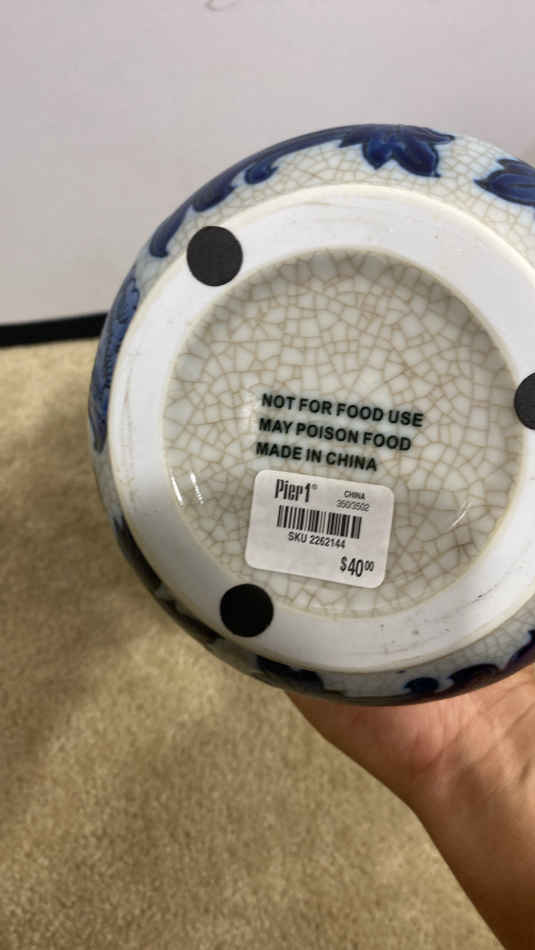 NOT FOR FOOD USE
MAY POISON FOOD
MADE IN CHINA
Pier1®
CHINA
350/3502
SKU 2262144
$40.00